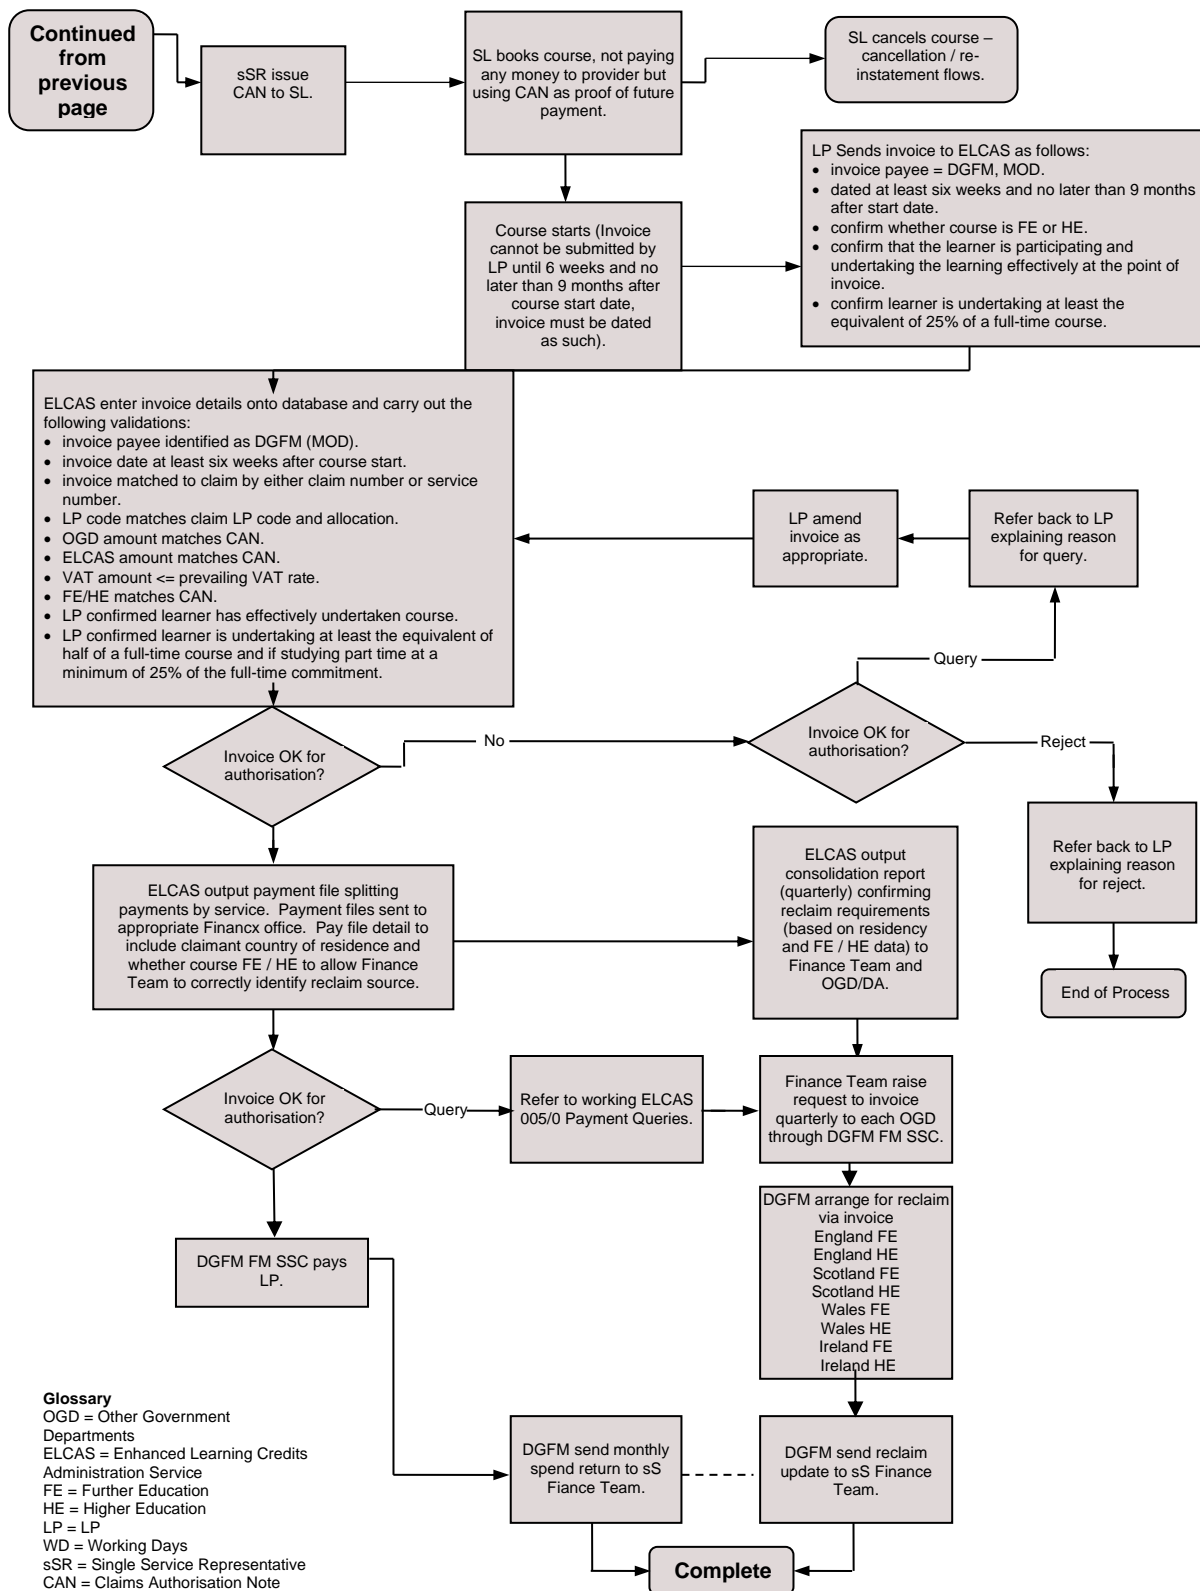 Continued
from
previous
page
sSR issue
CAN to SL.
SL books course, not paying
any money to provider but
using CAN as proof of future
payment.
SL cancels course –
cancellation / re-
instatement flows.
LP Sends invoice to ELCAS as follows:
• invoice payee = DGFM, MOD.
• dated at least six weeks and no later than 9 months
after start date.
• confirm whether course is FE or HE.
• confirm that the learner is participating and
undertaking the learning effectively at the point of
invoice.
• confirm learner is undertaking at least the
equivalent of 25% of a full-time course.
Course starts (Invoice
cannot be submitted by
LP until 6 weeks and no
later than 9 months after
course start date,
invoice must be dated
as such).
ELCAS enter invoice details onto database and carry out the
following validations:
• invoice payee identified as DGFM (MOD).
• invoice date at least six weeks after course start.
• invoice matched to claim by either claim number or service
number.
• LP code matches claim LP code and allocation.
• OGD amount matches CAN.
• ELCAS amount matches CAN.
• VAT amount <= prevailing VAT rate.
• FE/HE matches CAN.
• LP confirmed learner has effectively undertaken course.
• LP confirmed learner is undertaking at least the equivalent of
half of a full-time course and if studying part time at a
minimum of 25% of the full-time commitment.
LP amend
invoice as
appropriate.
Refer back to LP
explaining reason
for query.
Query
Invoice OK for
authorisation?
No
Invoice OK for
authorisation?
Reject
Refer back to LP
explaining reason
for reject.
End of Process
ELCAS output payment file splitting
payments by service. Payment files sent to
appropriate Financx office. Pay file detail to
include claimant country of residence and
whether course FE / HE to allow Finance
Team to correctly identify reclaim source.
ELCAS output
consolidation report
(quarterly) confirming
reclaim requirements
(based on residency
and FE / HE data) to
Finance Team and
OGD/DA.
Invoice OK for
authorisation?
Query
Refer to working ELCAS
005/0 Payment Queries.
Finance Team raise
request to invoice
quarterly to each OGD
through DGFM FM SSC.
DGFM arrange for reclaim
via invoice
England FE
England HE
Scotland FE
Scotland HE
Wales FE
Wales HE
Ireland FE
Ireland HE
DGFM FM SSC pays
LP.
Glossary
OGD = Other Government
Departments
ELCAS = Enhanced Learning Credits
Administration Service
FE = Further Education
HE = Higher Education
LP = LP
WD = Working Days
sSR = Single Service Representative
CAN = Claims Authorisation Note
DGFM send monthly
spend return to sS
Fiance Team.
DGFM send reclaim
update to sS Finance
Team.
Complete